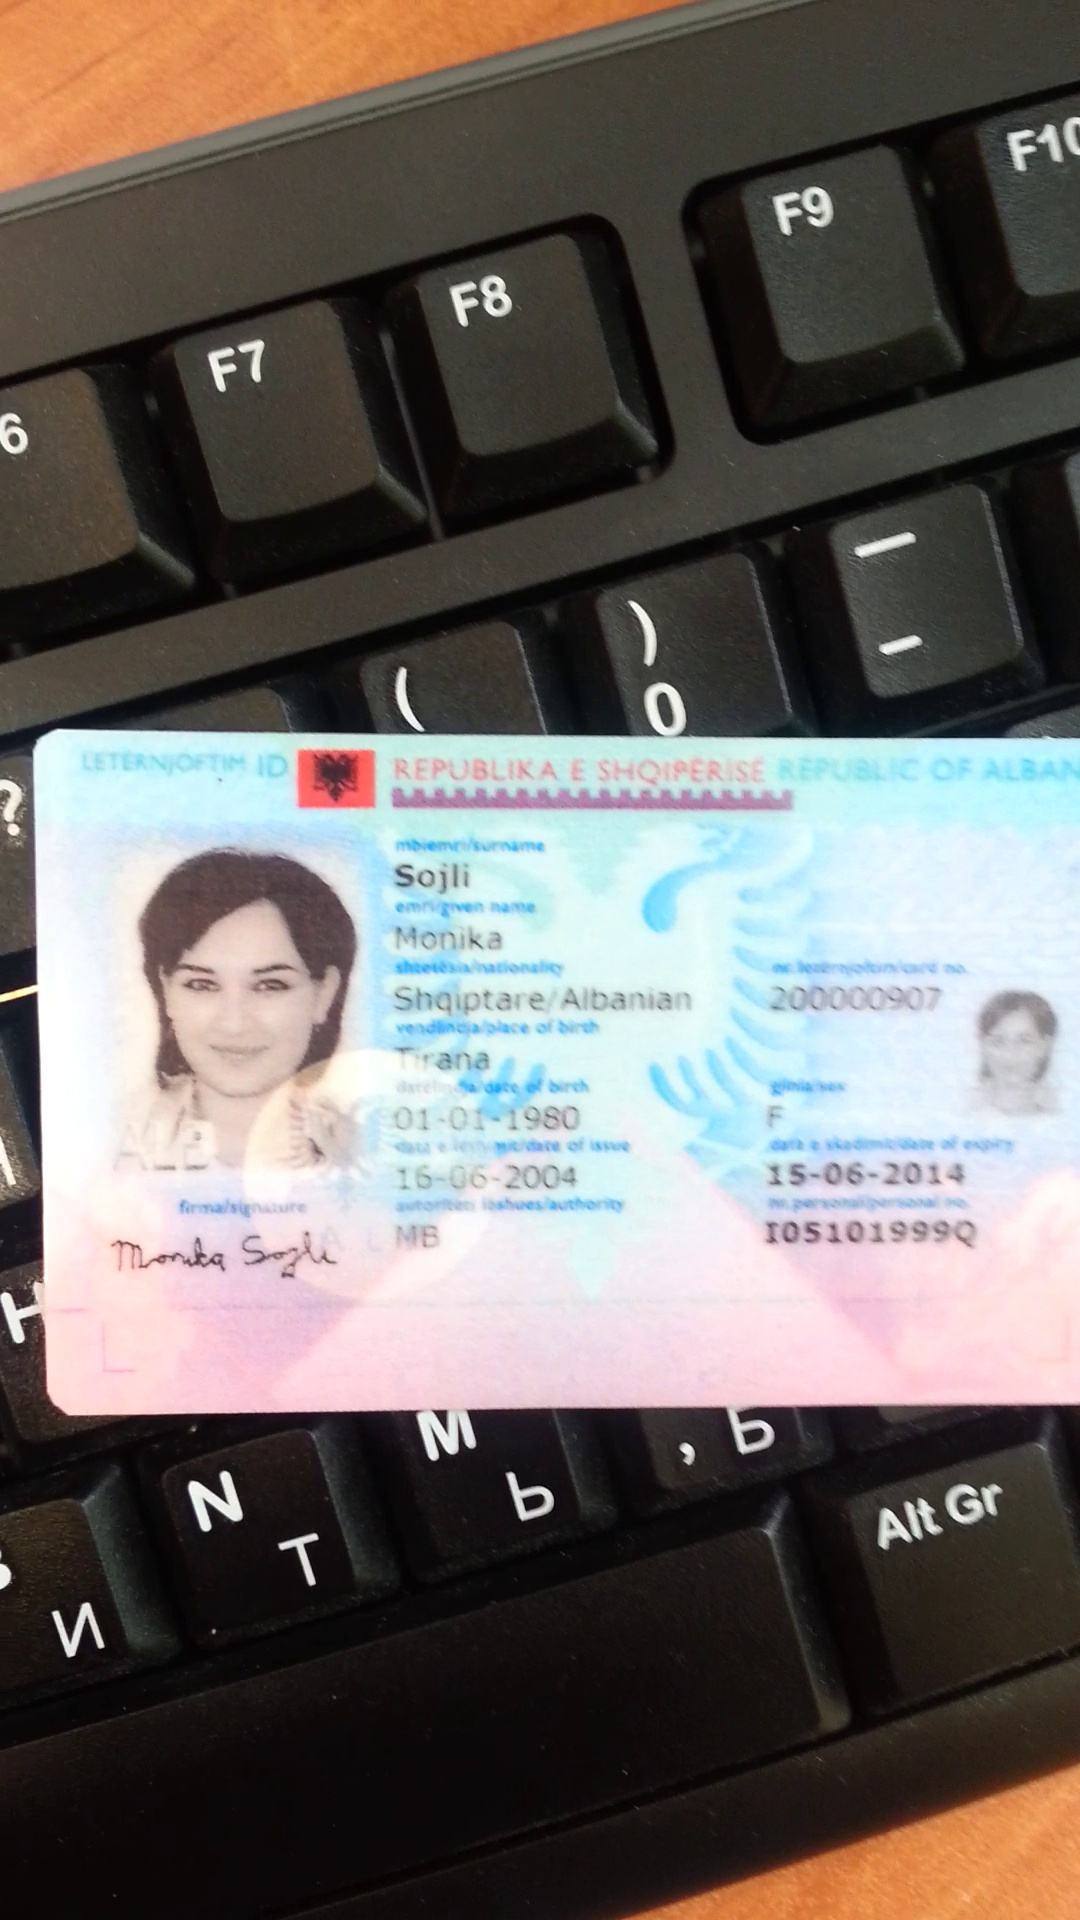 F10
F9
F8
F7
6
—
-
)
0
(
?
LETËRNJOFTIM ID REPUBLIKA E SHQIPËRISË REPUBLIC OF ALBAN
mbiemri/surname
Sojli
emri/given name
Monika
shtetësia/nationality
Shqiptare/Albanian
nr. letërnjoftimi/card no.
200000907
vendlindja/place of birth
Tirana
datelindja/date of birth
01-01-1980
gjinia/sex
F
date of issue
16-06-2004
data e skadimit/date of expiry
15-06-2014
autoriteti lëshues/authority
MB
nr. personal/personal no.
I05101999Q
ALB
firma/signature
Monika Sojli
H
M
Ь
, Б
N
Т
И
Alt Gr